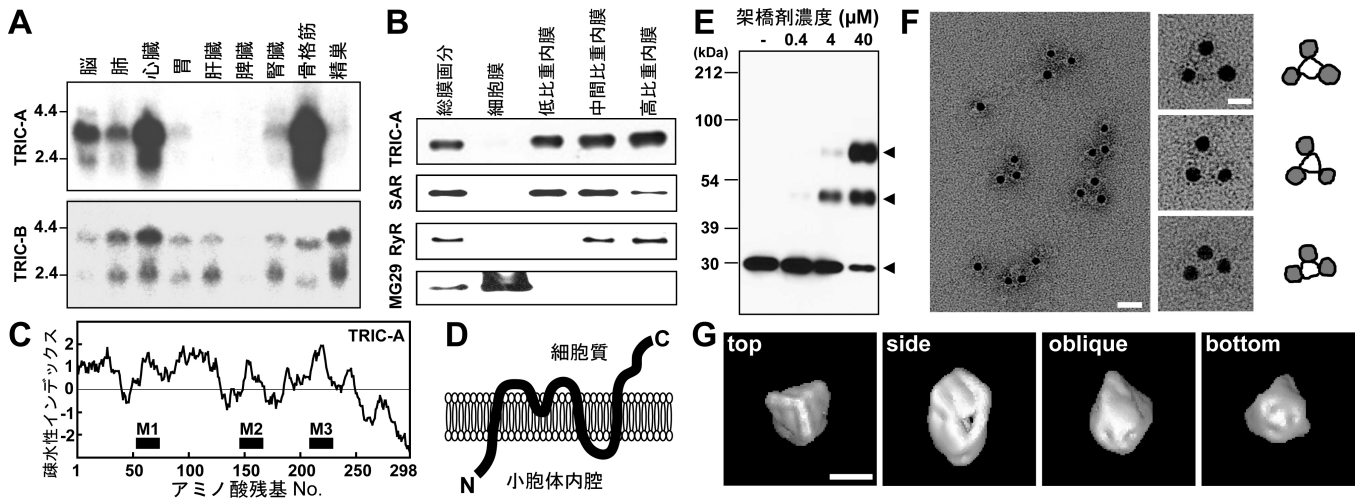 A
脳 肺 心臓 胃 肝臓 脾臓 腎臓 骨格筋 精巣
TRIC-A
4.4
2.4
TRIC-B
4.4
2.4
B
総膜画分 細胞膜 低比重内膜 中間比重内膜 高比重内膜
TRIC-A
SAR
RyR
MG29
C
TRIC-A
疎水性インデックス
2
1
0
-1
-2
M1 M2 M3
1 50 100 150 200 250 298
アミノ酸残基 No.
D
C
細胞質
小胞体内腔
N
E
架橋剤濃度 (μM)
- 0.4 4 40
(kDa)
212
100
54
39
30
F
G
top side oblique bottom